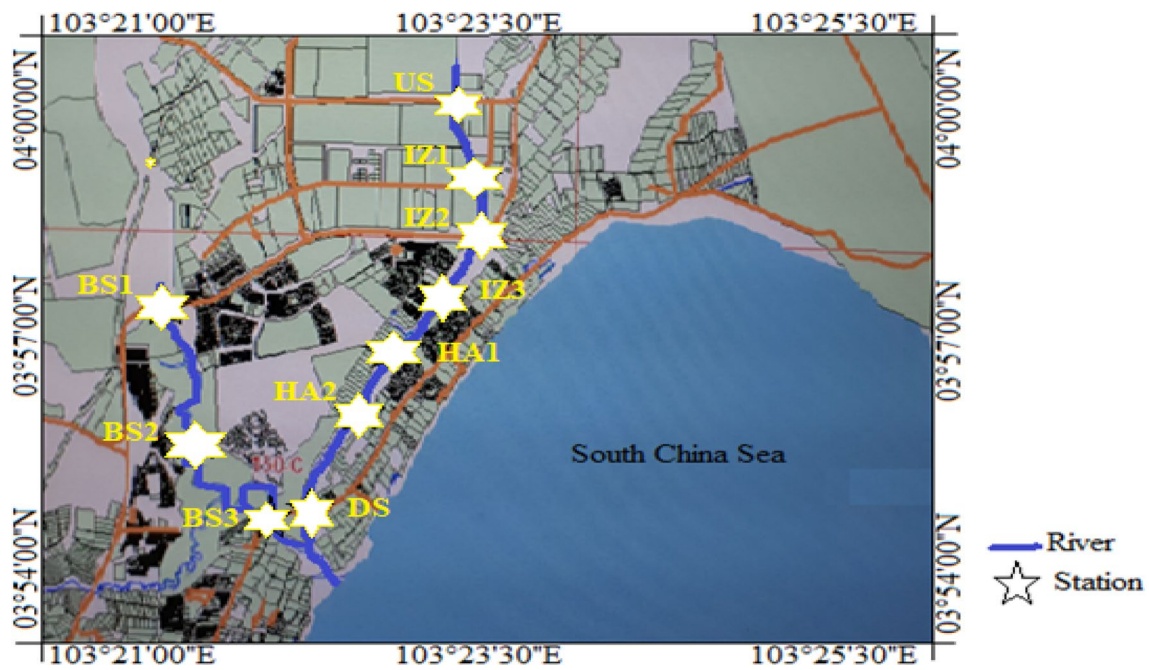 103°21'00"E 103°23'30"E 103°25'30"E
04°00'00"N
04°00'00"N
US
IZ1
IZ2
BS1
IZ3
03°57'00"N
03°57'00"N
HA1
HA2
BS2
South China Sea
DS
BS3
03°54'00"N
03°54'00"N
River
Station
103°21'00"E 103°23'30"E 103°25'30"E